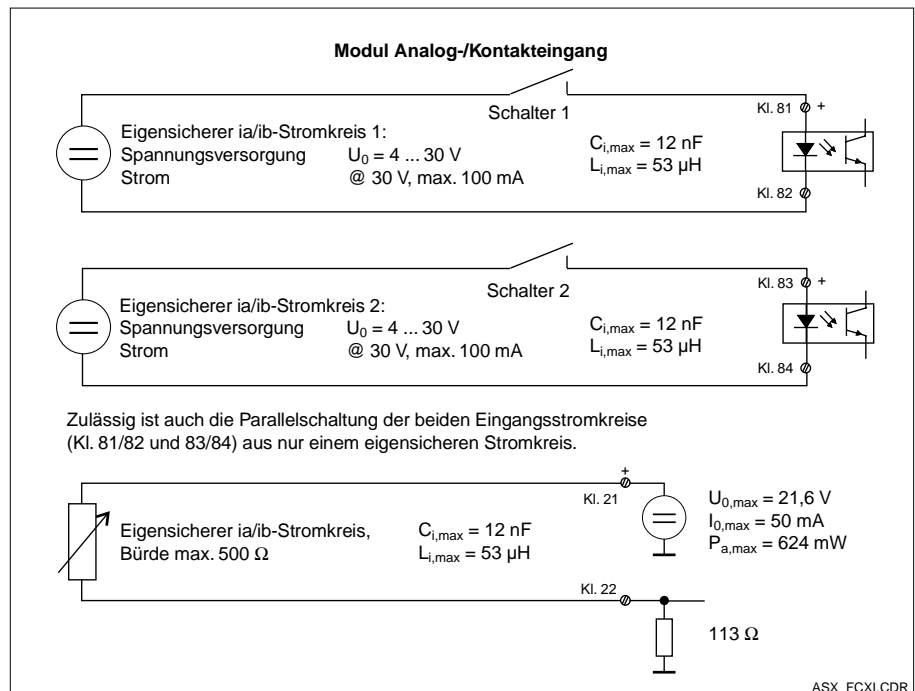 Modul Analog-/Kontakteingang
Schalter 1
Kl. 81 +
Eigensicherer ia/ib-Stromkreis 1:
Spannungsversorgung U0 = 4 ... 30 V
Strom @ 30 V, max. 100 mA
Ci,max = 12 nF
Li,max = 53 µH
Kl. 82
Schalter 2
Kl. 83 +
Eigensicherer ia/ib-Stromkreis 2:
Spannungsversorgung U0 = 4 ... 30 V
Strom @ 30 V, max. 100 mA
Ci,max = 12 nF
Li,max = 53 µH
Kl. 84
Zulässig ist auch die Parallelschaltung der beiden Eingangsstromkreise
(Kl. 81/82 und 83/84) aus nur einem eigensicheren Stromkreis.
+
Kl. 21
Eigensicherer ia/ib-Stromkreis,
Bürde max. 500 Ω
Ci,max = 12 nF
Li,max = 53 µH
U0,max = 21,6 V
I0,max = 50 mA
Pa,max = 624 mW
Kl. 22
113 Ω
ASX_ECXI.CDR